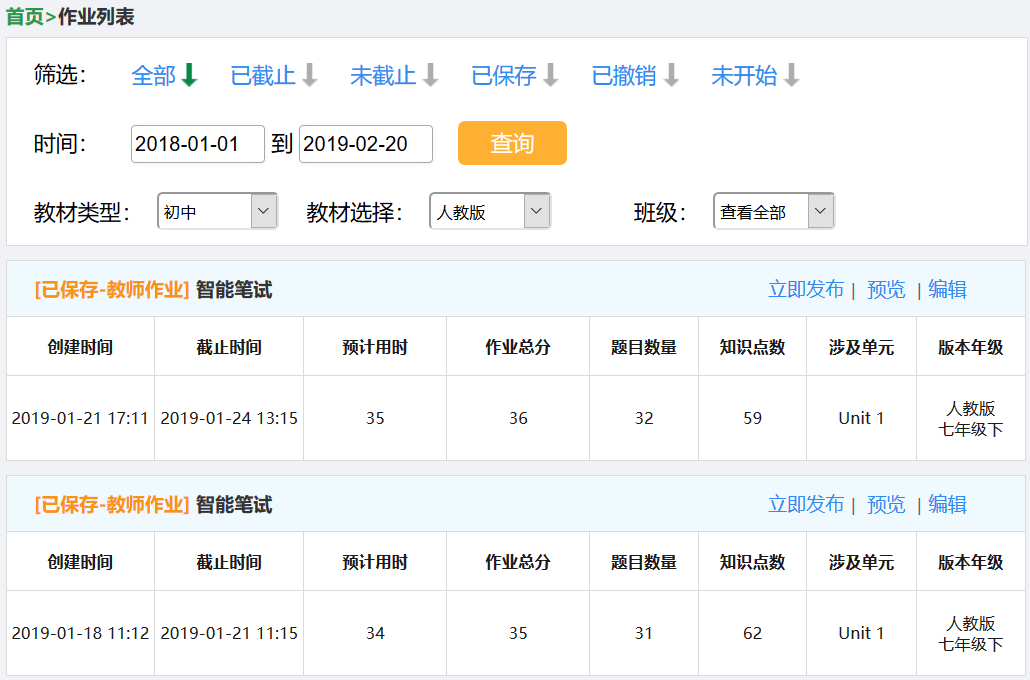 首页>作业列表
筛选： 全部 已截止 未截止 已保存 已撤销 未开始
时间： 2018-01-01 到 2019-02-20 查询
教材类型： 初中 教材选择： 人教版 班级： 查看全部
[已保存-教师作业] 智能笔试 立即发布 | 预览 | 编辑
创建时间 截止时间 预计用时 作业总分 题目数量 知识点数 涉及单元 版本年级
2019-01-21 17:11 2019-01-24 13:15 35 36 32 59 Unit 1 人教版
七年级下
[已保存-教师作业] 智能笔试 立即发布 | 预览 | 编辑
创建时间 截止时间 预计用时 作业总分 题目数量 知识点数 涉及单元 版本年级
2019-01-18 11:12 2019-01-21 11:15 34 35 31 62 Unit 1 人教版
七年级下